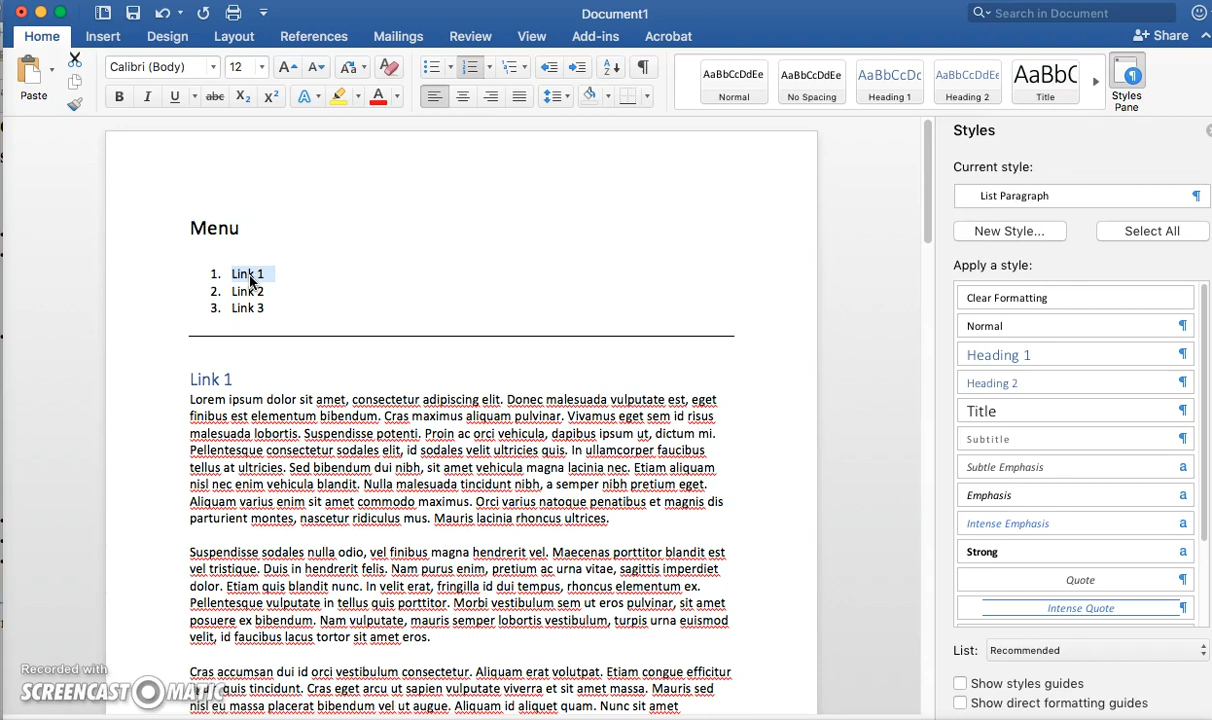 Document1
Search in Document
Home Insert Design Layout References Mailings Review View Add-ins Acrobat Share
Calibri (Body) 12
Paste
B I U abc X2 X2 A A
AaBbCcDdEe AaBbCcDdEe AaBbCcDc AaBbCcDdEe AaBbC
Normal No Spacing Heading 1 Heading 2 Title
Styles
Pane
Menu
1. Link 1
2. Link 2
3. Link 3
Link 1
Lorem ipsum dolor sit amet, consectetur adipiscing elit. Donec malesuada vulputate est, eget
finibus est elementum bibendum. Cras maximus aliquam pulvinar. Vivamus eget sem id risus
malesuada lobortis. Suspendisse potenti. Proin ac orci vehicula, dapibus ipsum ut, dictum mi.
Pellentesque consectetur sodales elit, id sodales velit ultricies quis. In ullamcorper faucibus
tellus at ultricies. Sed bibendum dui nibh, sit amet vehicula magna lacinia nec. Etiam aliquam
nisl nec enim vehicula blandit. Nulla malesuada tincidunt nibh, a semper nibh pretium eget.
Aliquam varius enim sit amet commodo maximus. Orci varius natoque penatibus et magnis dis
parturient montes, nascetur ridiculus mus. Mauris lacinia rhoncus ultrices.
Suspendisse sodales nulla odio, vel finibus magna hendrerit vel. Maecenas porttitor blandit est
vel tristique. Duis in hendrerit felis. Nam purus enim, pretium ac urna vitae, sagittis imperdiet
dolor. Etiam quis blandit nunc. In velit erat, fringilla id dui tempus, rhoncus elementum ex.
Pellentesque vulputate in tellus quis porttitor. Morbi vestibulum sem ut eros pulvinar, sit amet
posuere ex bibendum. Nam vulputate, mauris semper lobortis vestibulum, turpis urna euismod
velit, id faucibus lacus tortor sit amet eros.
Cras accumsan dui id orci vestibulum consectetur. Aliquam erat volutpat. Etiam congue efficitur
quis tincidunt. Cras eget arcu ut sapien vulputate viverra et sit amet massa. Mauris sed
nisl eu massa placerat bibendum vel ut augue. Aliquam id aliquet quam. Nunc sit amet
Styles
Current style:
List Paragraph
New Style... Select All
Apply a style:
Clear Formatting
Normal
Heading 1
Heading 2
Title
Subtitle
Subtle Emphasis
Emphasis
Intense Emphasis
Strong
Quote
Intense Quote
List: Recommended
Show styles guides
Show direct formatting guides
Recorded with
SCREENCAST MATIC